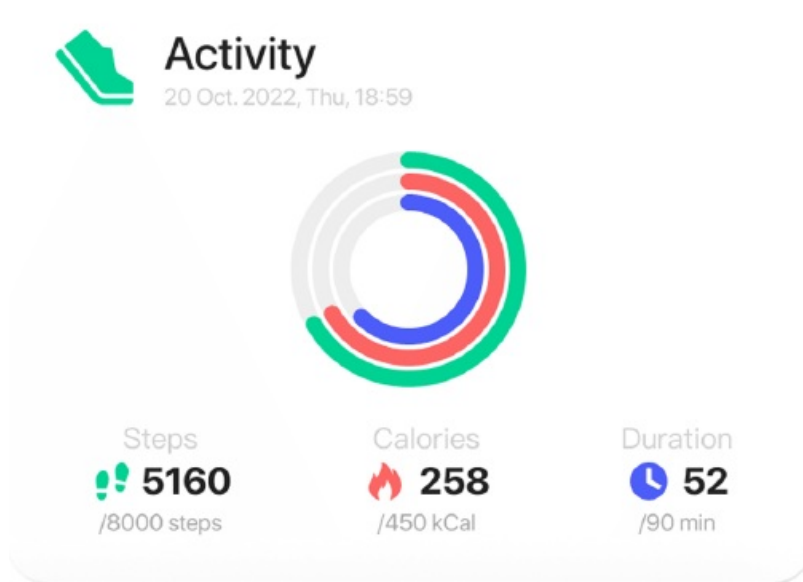 Activity
20 Oct. 2022, Thu, 18:59
Steps Calories Duration
5160 258 52
/8000 steps /450 kCal /90 min